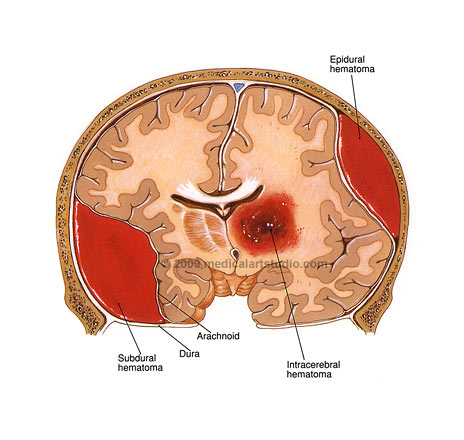 Epidural
hematoma
© 2009 medicalartstudio.com
Arachnoid
Dura
Subdural
hematoma
Intracerebral
hematoma